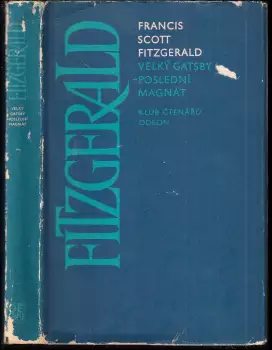 FITZGERALD
VELKÝ
GATSBY
POSLEDNÍ
MAGNÁT
FITZGERALD
FRANCIS
SCOTT
FITZGERALD
VELKÝ GATSBY
POSLEDNÍ
MAGNÁT
KLUB ČTENÁŘŮ
ODEON